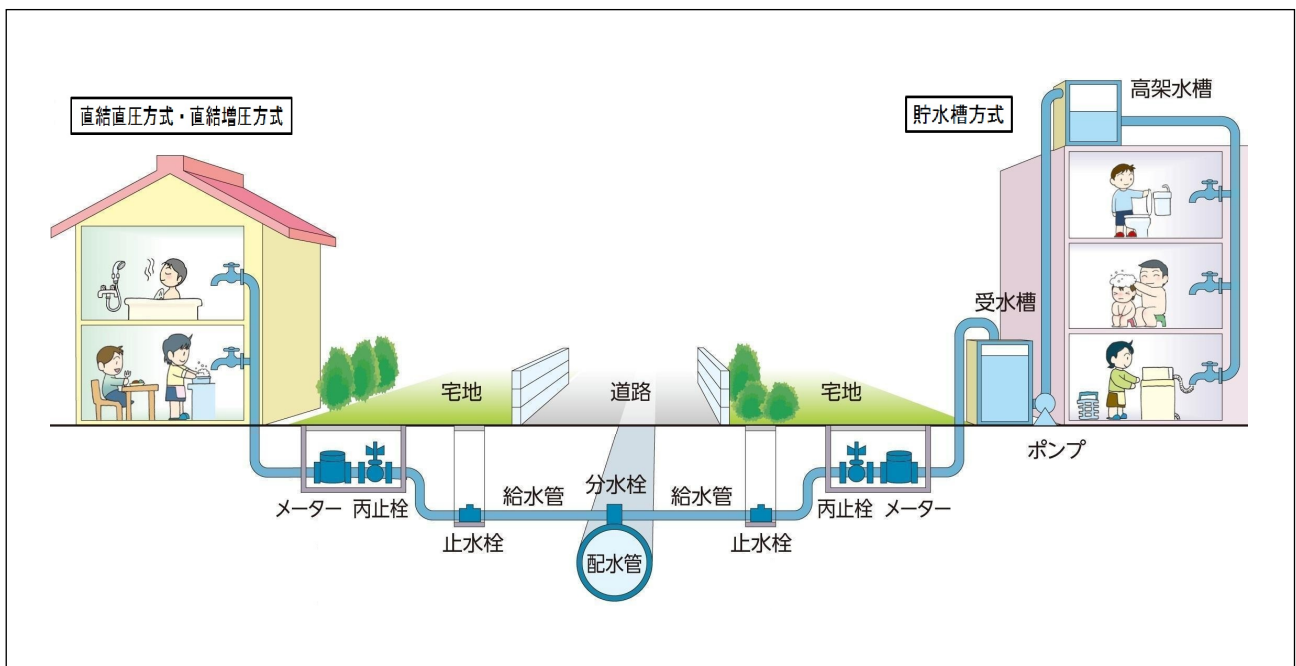 直結直圧方式・直結増圧方式
貯水槽方式
高架水槽
受水槽
宅地
道路
宅地
ポンプ
メーター
丙止栓
止水栓
給水管
分水栓
給水管
止水栓
丙止栓
メーター
配水管